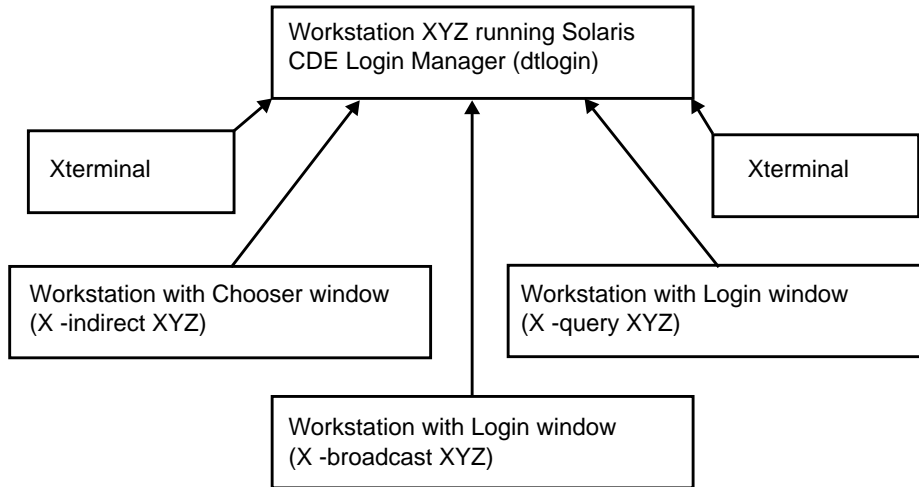 Workstation XYZ running Solaris
CDE Login Manager (dtlogin)
Xterminal
Xterminal
Workstation with Chooser window
(X -indirect XYZ)
Workstation with Login window
(X -query XYZ)
Workstation with Login window
(X -broadcast XYZ)